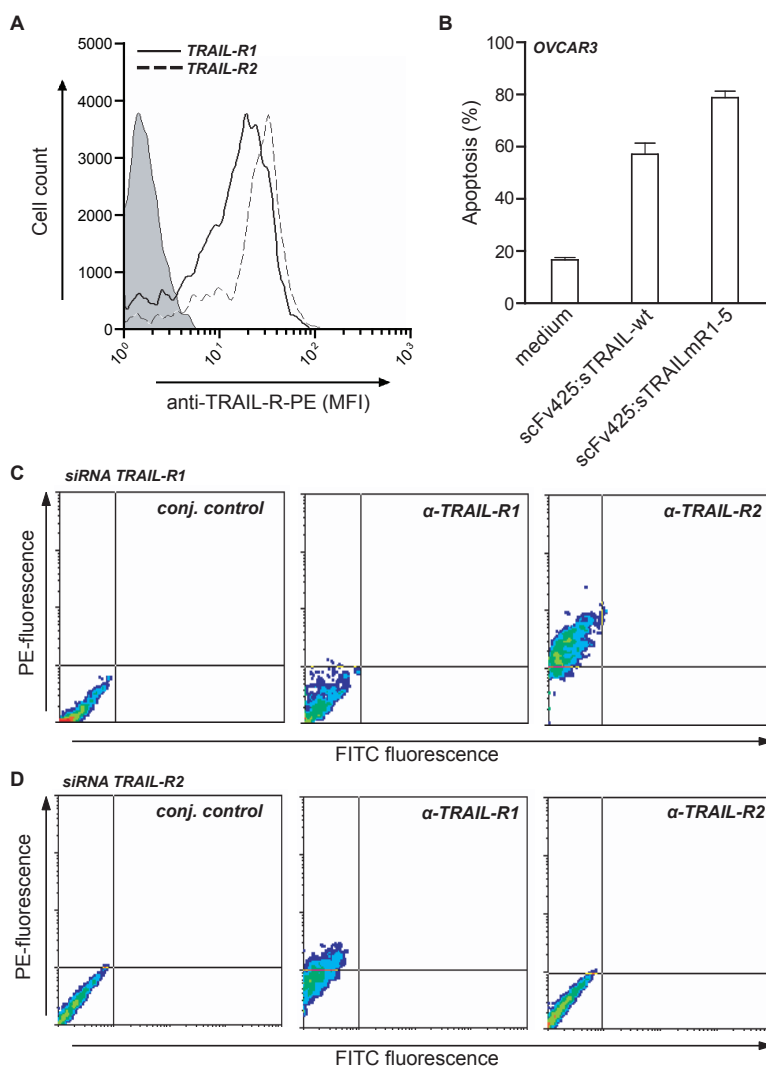 A
TRAIL-R1
TRAIL-R2
5000
4000
3000
2000
1000
0
Cell count
10⁰
10¹
10²
10³
anti-TRAIL-R-PE (MFI)
B
OVCAR3
100
80
60
40
20
0
Apoptosis (%)
medium
scFv425:sTRAIL-wt
scFv425:sTRAILmR1-5
C
siRNA TRAIL-R1
conj. control
α-TRAIL-R1
α-TRAIL-R2
PE-fluorescence
FITC fluorescence
D
siRNA TRAIL-R2
conj. control
α-TRAIL-R1
α-TRAIL-R2
PE-fluorescence
FITC fluorescence